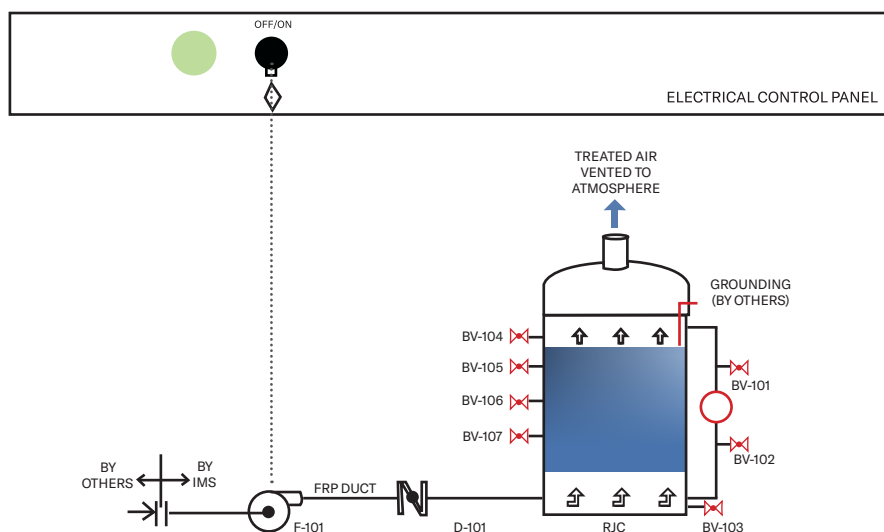 OFF/ON
ELECTRICAL CONTROL PANEL
TREATED AIR
VENTED TO
ATMOSPHERE
GROUNDING
(BY OTHERS)
BV-104
BV-105
BV-106
BV-107
BV-101
BV-102
BY
OTHERS
BY
IMS
FRP DUCT
F-101
D-101
RJC
BV-103